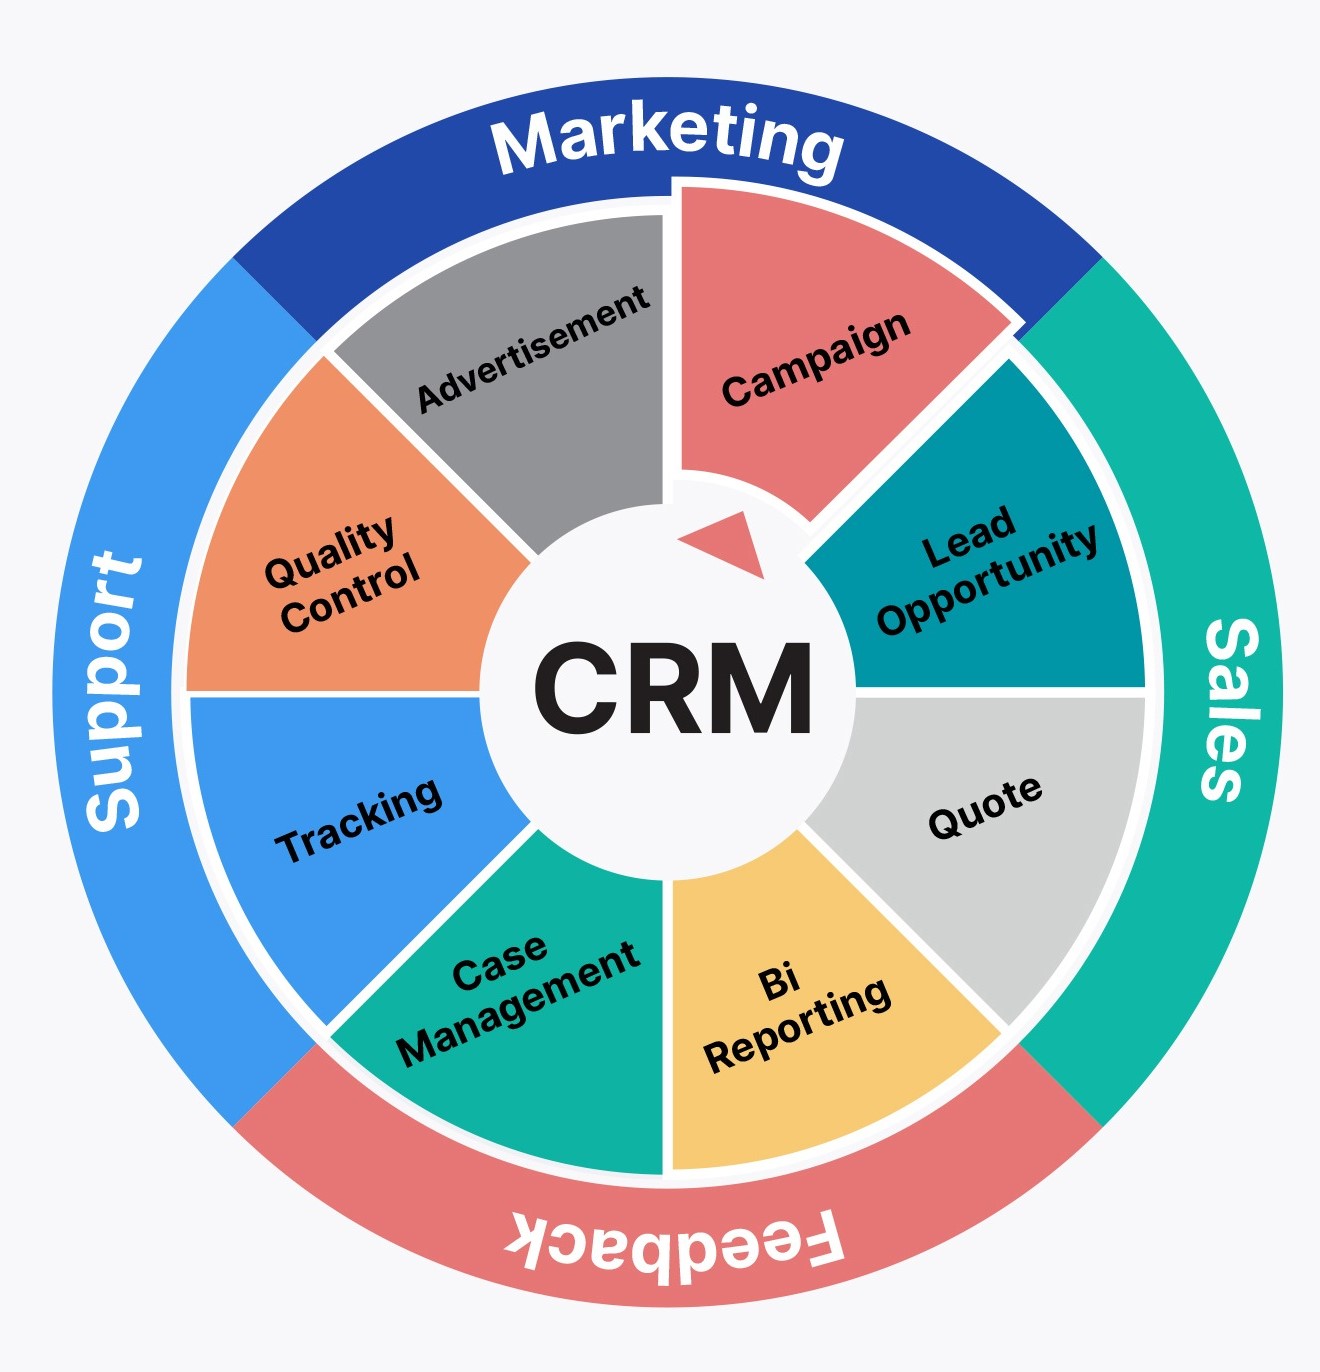 Marketing
Advertisement
Campaign
Quality
Control
Lead
Opportunity
Support
CRM
Sales
Tracking
Quote
Case
Management
Bi
Reporting
Feedback